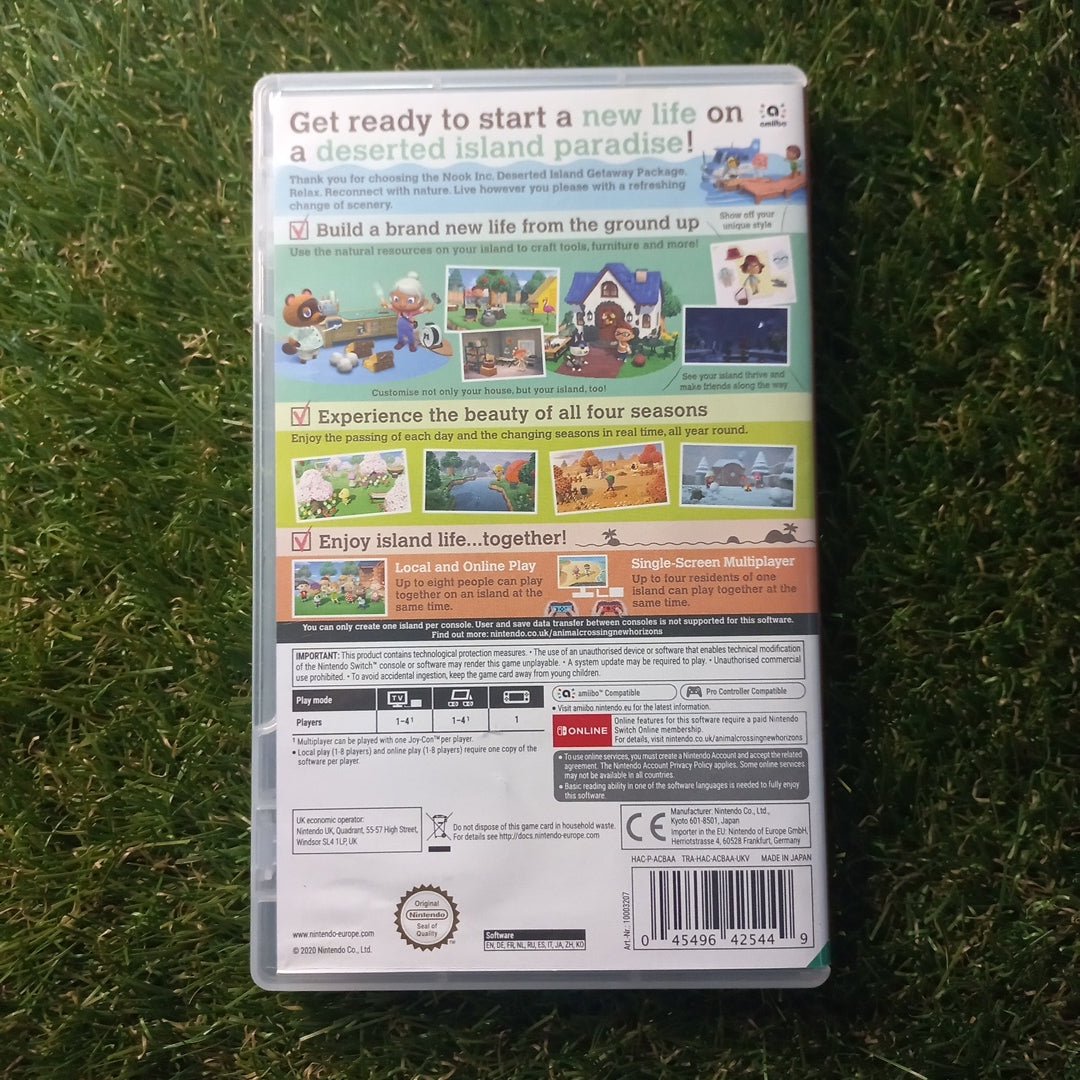 Get ready to start a new life on
a deserted island paradise!
amiibo
Thank you for choosing the Nook Inc. Deserted Island Getaway Package.
Relax. Reconnect with nature. Live however you please with a refreshing
change of scenery.
Build a brand new life from the ground up
Show off your
unique style
Use the natural resources on your island to craft tools, furniture and more!
Customise not only your house, but your island, too!
See your island thrive and
make friends along the way
Experience the beauty of all four seasons
Enjoy the passing of each day and the changing seasons in real time, all year round.
Enjoy island life...together!
Local and Online Play
Up to eight people can play
together on an island at the
same time.
Single-Screen Multiplayer
Up to four residents of one
island can play together at the
same time.
You can only create one island per console. User and save data transfer between consoles is not supported for this software.
Find out more: nintendo.co.uk/animalcrossingnewhorizons
IMPORTANT: This product contains technological protection measures. • The use of an unauthorised device or software that enables technical modification
of the Nintendo Switch™ console or software may render this game unplayable. • A system update may be required to play. • Unauthorised commercial
use prohibited. • To avoid accidental ingestion, keep the game card away from young children.
Play mode TV
Players 1-4¹ 1-4¹ 1
¹ Multiplayer can be played with one Joy-Con™ per player.
• Local play (1-8 players) and online play (1-8 players) require one copy of the
software per player.
amiibo™ Compatible
Pro Controller Compatible
• Visit amiibo.nintendo.eu for the latest information.
ONLINE
Online features for this software require a paid Nintendo
Switch Online membership.
For details, visit nintendo.co.uk/animalcrossingnewhorizons
• To use online services, you must create a Nintendo Account and accept the related
agreement. The Nintendo Account Privacy Policy applies. Some online services
may not be available in all countries.
• Basic reading ability in one of the software languages is needed to fully enjoy
this software.
UK economic operator:
Nintendo UK, Quadrant, 55-57 High Street,
Windsor SL4 1LP, UK
Do not dispose of this game card in household waste.
For details see http://docs.nintendo-europe.com
CE
Manufacturer: Nintendo Co., Ltd.,
Kyoto 601-8501, Japan
Importer in the EU: Nintendo of Europe GmbH,
Herriotstrasse 4, 60528 Frankfurt, Germany
HAC-P-ACBAA TRA-HAC-ACBAA-UKV MADE IN JAPAN
Art.-Nr.: 10003207
0 45496 42544 9
Original
Nintendo
Seal of
Quality
TM
www.nintendo-europe.com
© 2020 Nintendo Co., Ltd.
Software
EN, DE, FR, NL, RU, ES, IT, JA, ZH, KO